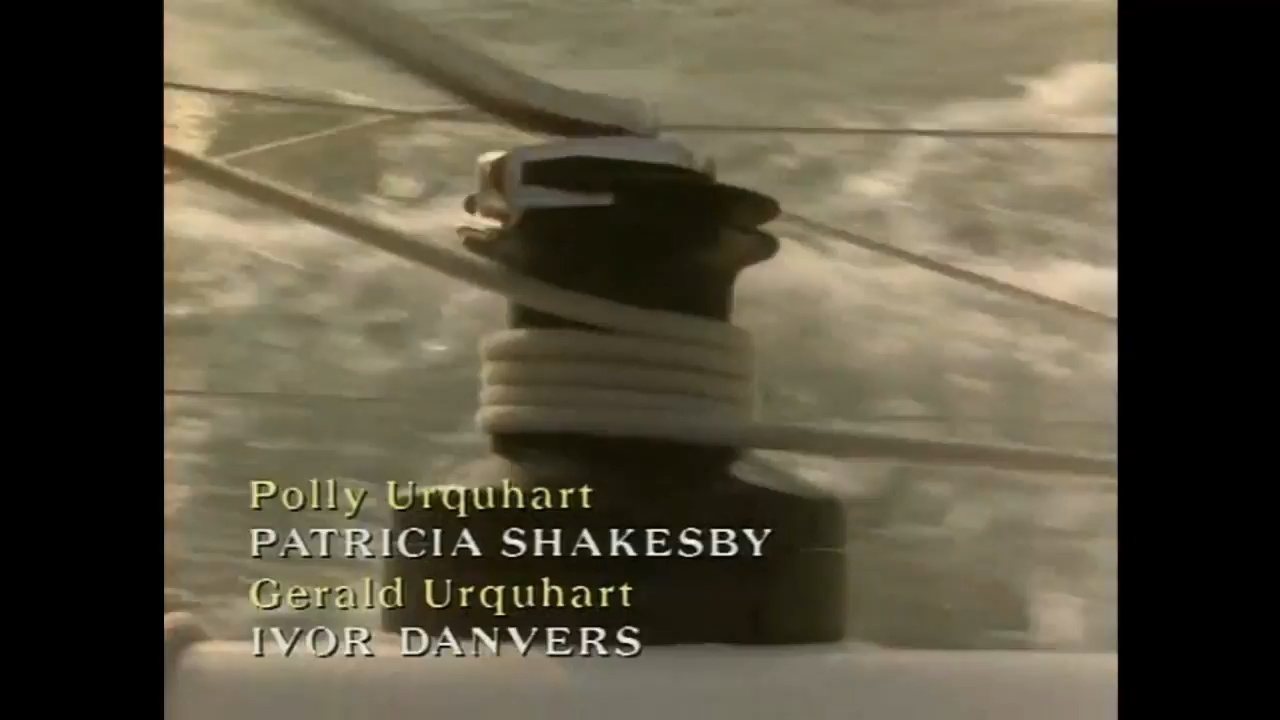 Polly Urquhart
PATRICIA SHAKESBY
Gerald Urquhart
IVOR DANVERS